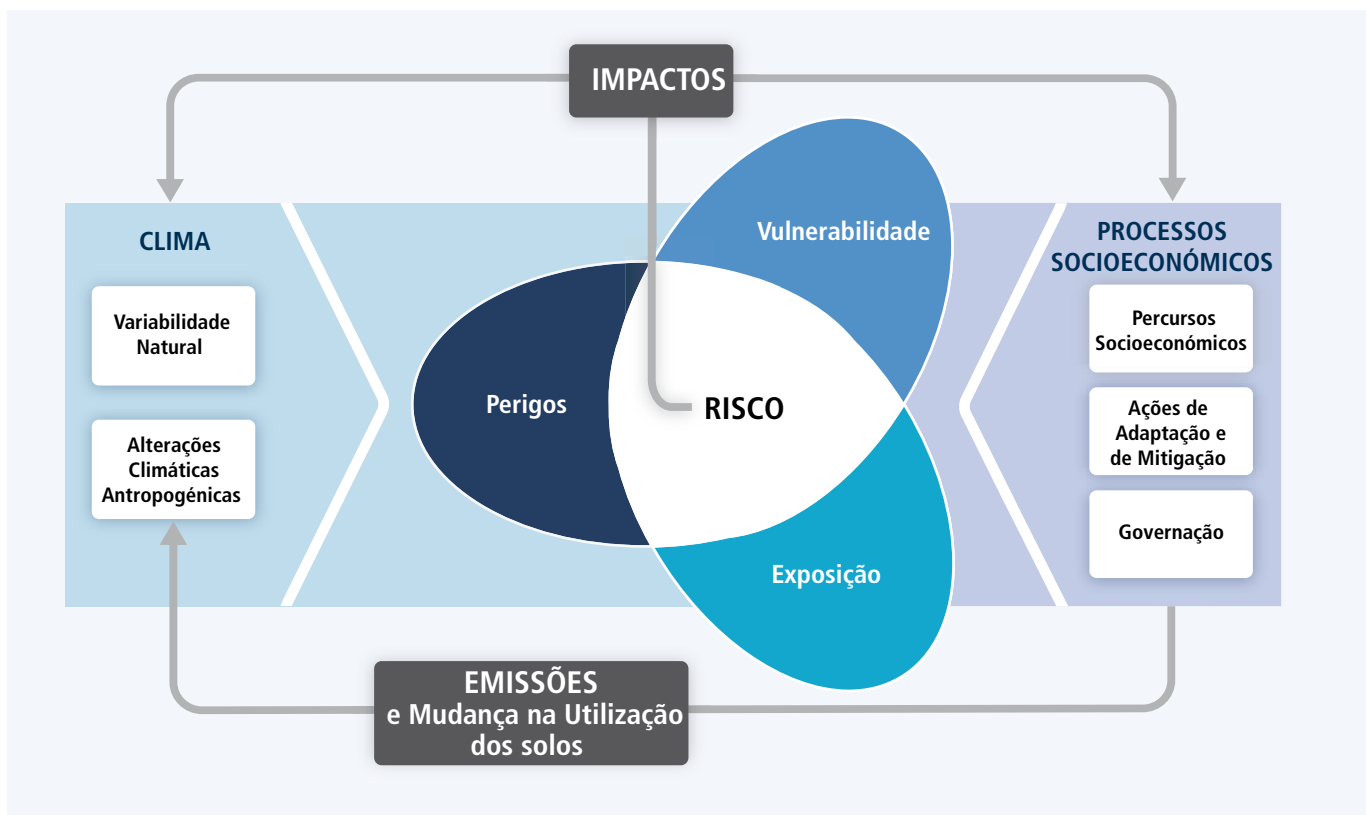 IMPACTOS
CLIMA
Variabilidade
Natural
Alterações
Climáticas
Antropogénicas
Vulnerabilidade
Perigos
RISCO
Exposição
PROCESSOS
SOCIOECONÓMICOS
Percursos
Socioeconómicos
Ações de
Adaptação e
de Mitigação
Governação
EMISSÕES
e Mudança na Utilização
dos solos